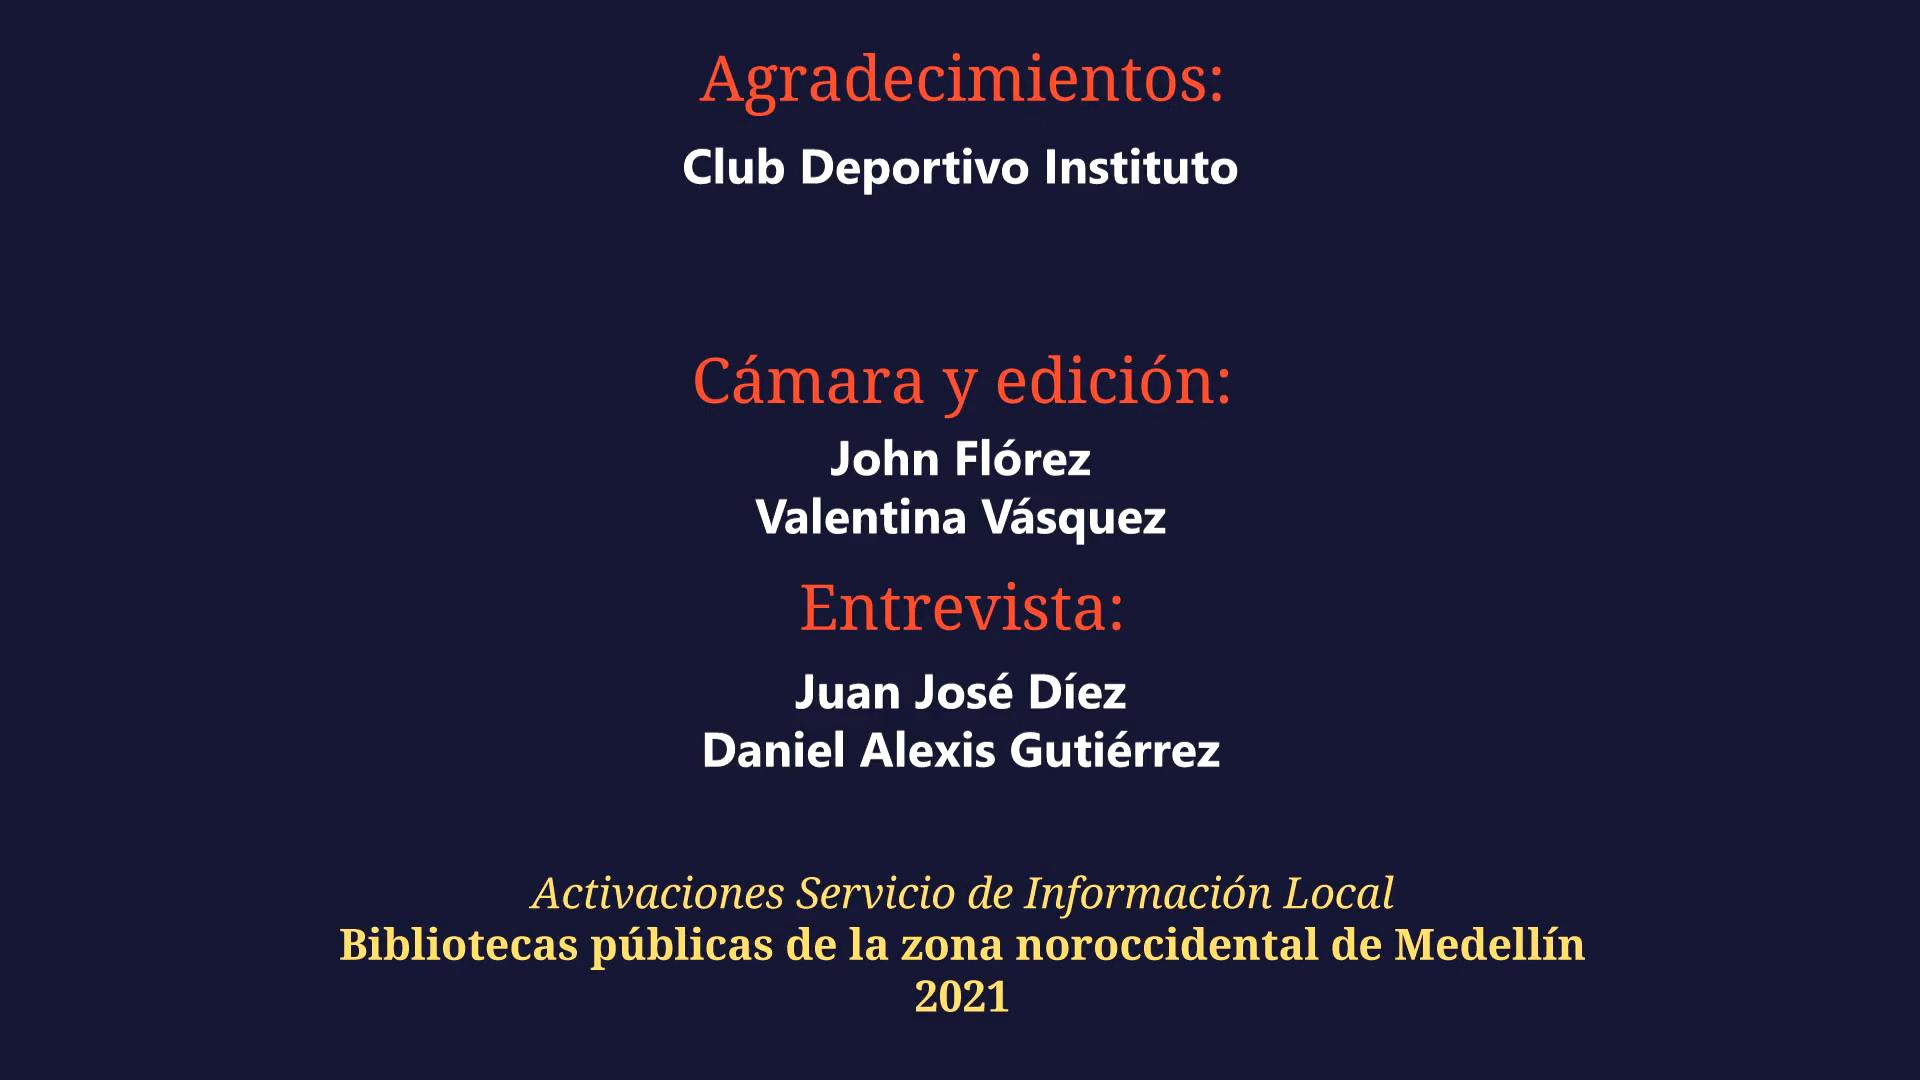 Agradecimientos:
Club Deportivo Instituto
Cámara y edición:
John Flórez
Valentina Vásquez
Entrevista:
Juan José Díez
Daniel Alexis Gutiérrez
Activaciones Servicio de Información Local
Bibliotecas públicas de la zona noroccidental de Medellín
2021